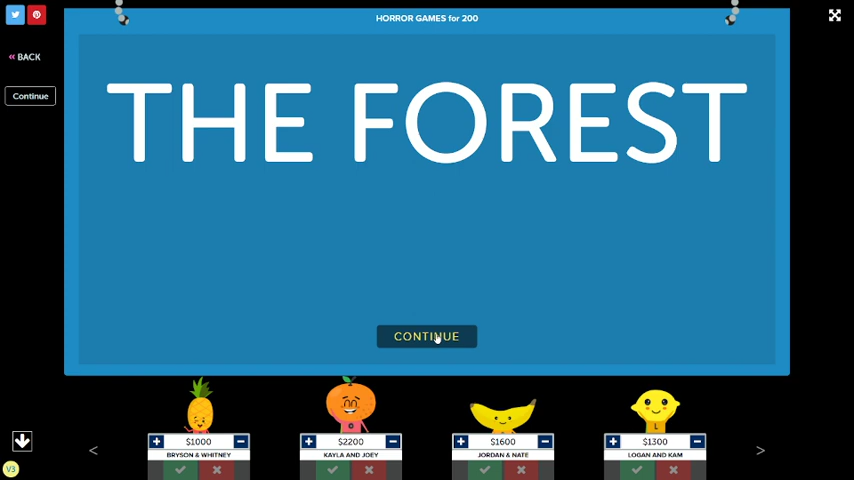 HORROR GAMES for 200
« BACK
Continue
THE FOREST
CONTINUE
$1000
$2200
$1600
$1300
BRYSON & WHITNEY
KAYLA AND JOEY
JORDAN & NATE
LOGAN AND KAM
V3
L